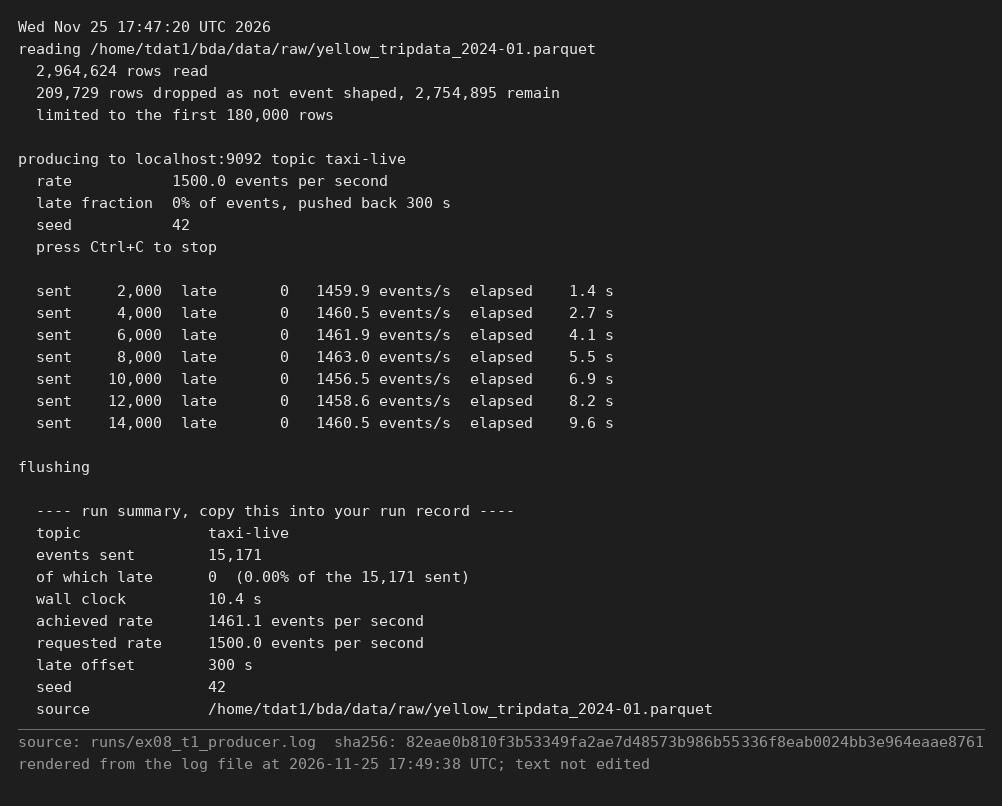 Wed Nov 25 17:47:20 UTC 2026
reading /home/tdat1/bda/data/raw/yellow_tripdata_2024-01.parquet
  2,964,624 rows read
  209,729 rows dropped as not event shaped, 2,754,895 remain
  limited to the first 180,000 rows

producing to localhost:9092 topic taxi-live
  rate           1500.0 events per second
  late fraction  0% of events, pushed back 300 s
  seed           42
  press Ctrl+C to stop

  sent     2,000  late       0   1459.9 events/s  elapsed    1.4 s
  sent     4,000  late       0   1460.5 events/s  elapsed    2.7 s
  sent     6,000  late       0   1461.9 events/s  elapsed    4.1 s
  sent     8,000  late       0   1463.0 events/s  elapsed    5.5 s
  sent    10,000  late       0   1456.5 events/s  elapsed    6.9 s
  sent    12,000  late       0   1458.6 events/s  elapsed    8.2 s
  sent    14,000  late       0   1460.5 events/s  elapsed    9.6 s

flushing

  ---- run summary, copy this into your run record ----
  topic              taxi-live
  events sent        15,171
  of which late      0  (0.00% of the 15,171 sent)
  wall clock         10.4 s
  achieved rate      1461.1 events per second
  requested rate     1500.0 events per second
  late offset        300 s
  seed               42
  source             /home/tdat1/bda/data/raw/yellow_tripdata_2024-01.parquet
source: runs/ex08_t1_producer.log  sha256: 82eae0b810f3b53349fa2ae7d48573b986b55336f8eab0024bb3e964eaae8761
rendered from the log file at 2026-11-25 17:49:38 UTC; text not edited